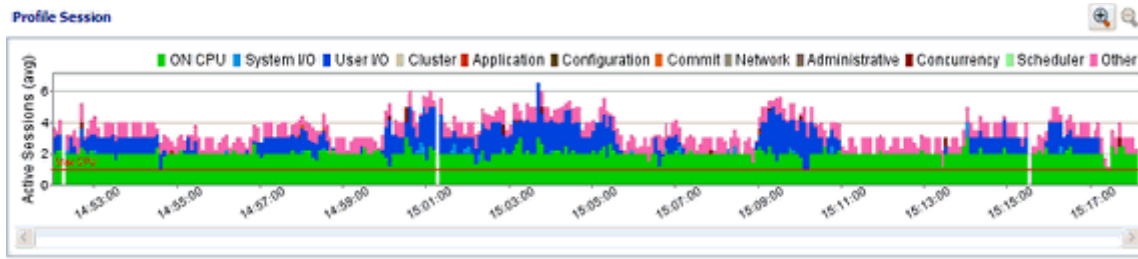 Profile Session
ON CPU System I/O User I/O Cluster Application Configuration Commit Network Administrative Concurrency Scheduler Other
Active Sessions (avg)
6
4
2
0
Max CPU
14:53:00 14:55:00 14:57:00 14:59:00 15:01:00 15:03:00 15:05:00 15:07:00 15:09:00 15:11:00 15:13:00 15:15:00 15:17:00